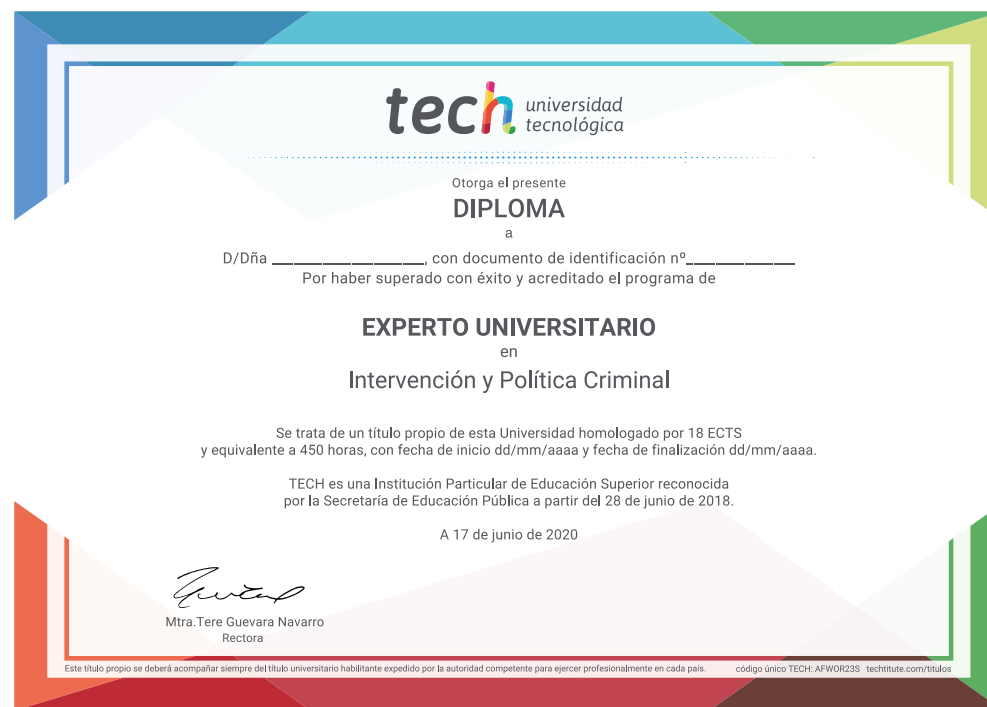 tech universidad
tecnológica
Otorga el presente
DIPLOMA
a
D/Dña ___________________, con documento de identificación nº_____________
Por haber superado con éxito y acreditado el programa de
EXPERTO UNIVERSITARIO
en
Intervención y Política Criminal
Se trata de un título propio de esta Universidad homologado por 18 ECTS
y equivalente a 450 horas, con fecha de inicio dd/mm/aaaa y fecha de finalización dd/mm/aaaa.
TECH es una Institución Particular de Educación Superior reconocida
por la Secretaría de Educación Pública a partir del 28 de junio de 2018.
A 17 de junio de 2020
Mtra.Tere Guevara Navarro
Rectora
Este título propio se deberá acompañar siempre del título universitario habilitante expedido por la autoridad competente para ejercer profesionalmente en cada país. código único TECH: AFWOR23S techtitute.com/titulos